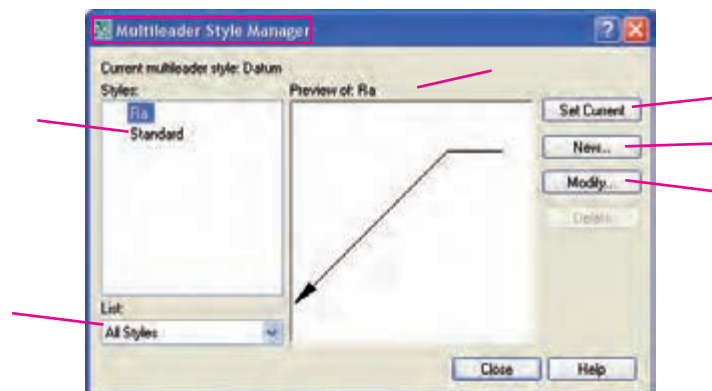 Multileader Style Manager
Current multileader style: Datum
Styles:
Preview of: Ra
Ra
Standard
Set Current
New...
Modify...
Delete
List:
All Styles
Close
Help